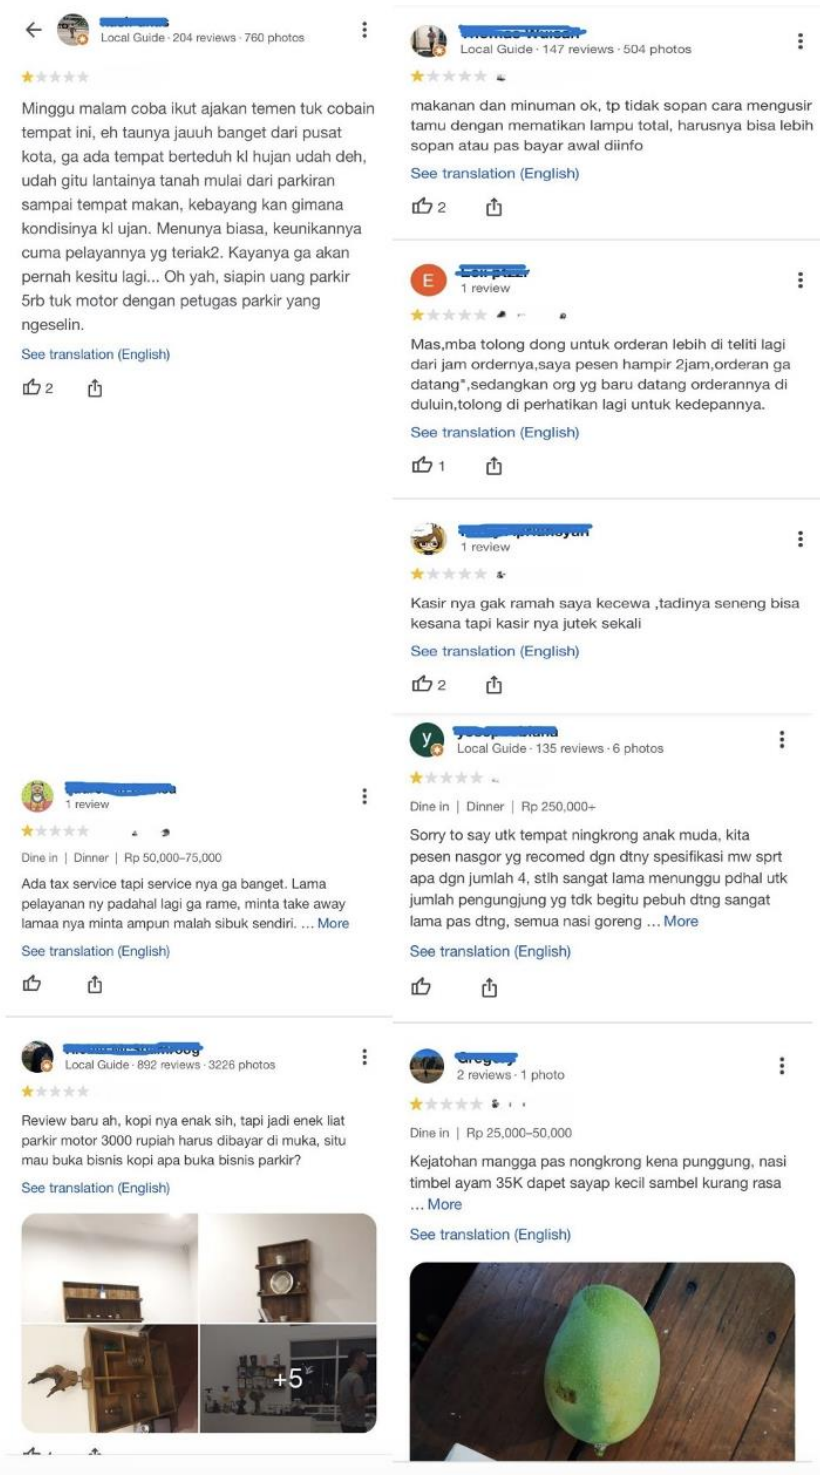 Local Guide · 204 reviews · 760 photos
Minggu malam coba ikut ajakan temen tuk cobain
tempat ini, eh taunya jauuh banget dari pusat
kota, ga ada tempat berteduh kl hujan udah deh,
udah gitu lantainya tanah mulai dari parkiran
sampai tempat makan, kebayang kan gimana
kondisinya kl ujan. Menunya biasa, keunikannya
cuma pelayannya yg teriak2. Kayanya ga akan
pernah kesitu lagi... Oh yah, siapin uang parkir
5rb tuk motor dengan petugas parkir yang
ngeselin.
See translation (English)
2
1 review
Dine in | Dinner | Rp 50,000–75,000
Ada tax service tapi service nya ga banget. Lama
pelayanan ny padahal lagi ga rame, minta take away
lamaa nya minta ampun malah sibuk sendiri. ... More
See translation (English)
Local Guide · 892 reviews · 3226 photos
Review baru ah, kopi nya enak sih, tapi jadi enek liat
parkir motor 3000 rupiah harus dibayar di muka, situ
mau buka bisnis kopi apa buka bisnis parkir?
See translation (English)
+5
Local Guide · 147 reviews · 504 photos
makanan dan minuman ok, tp tidak sopan cara mengusir
tamu dengan mematikan lampu total, harusnya bisa lebih
sopan atau pas bayar awal diinfo
See translation (English)
2
E
1 review
Mas,mba tolong dong untuk orderan lebih di teliti lagi
dari jam ordernya,saya pesen hampir 2jam,orderan ga
datang",sedangkan org yg baru datang orderannya di
duluin,tolong di perhatikan lagi untuk kedepannya.
See translation (English)
1
1 review
Kasir nya gak ramah saya kecewa ,tadinya seneng bisa
kesana tapi kasir nya jutek sekali
See translation (English)
2
y
Local Guide · 135 reviews · 6 photos
Dine in | Dinner | Rp 250,000+
Sorry to say utk tempat ningkrong anak muda, kita
pesen nasgor yg recomed dgn dtny spesifikasi mw sprt
apa dgn jumlah 4, stlh sangat lama menunggu pdhal utk
jumlah pengungjung yg tdk begitu pebuh dtng sangat
lama pas dtng, semua nasi goreng ... More
See translation (English)
2 reviews · 1 photo
Dine in | Rp 25,000–50,000
Kejatohan mangga pas nongkrong kena punggung, nasi
timbel ayam 35K dapet sayap kecil sambel kurang rasa
... More
See translation (English)